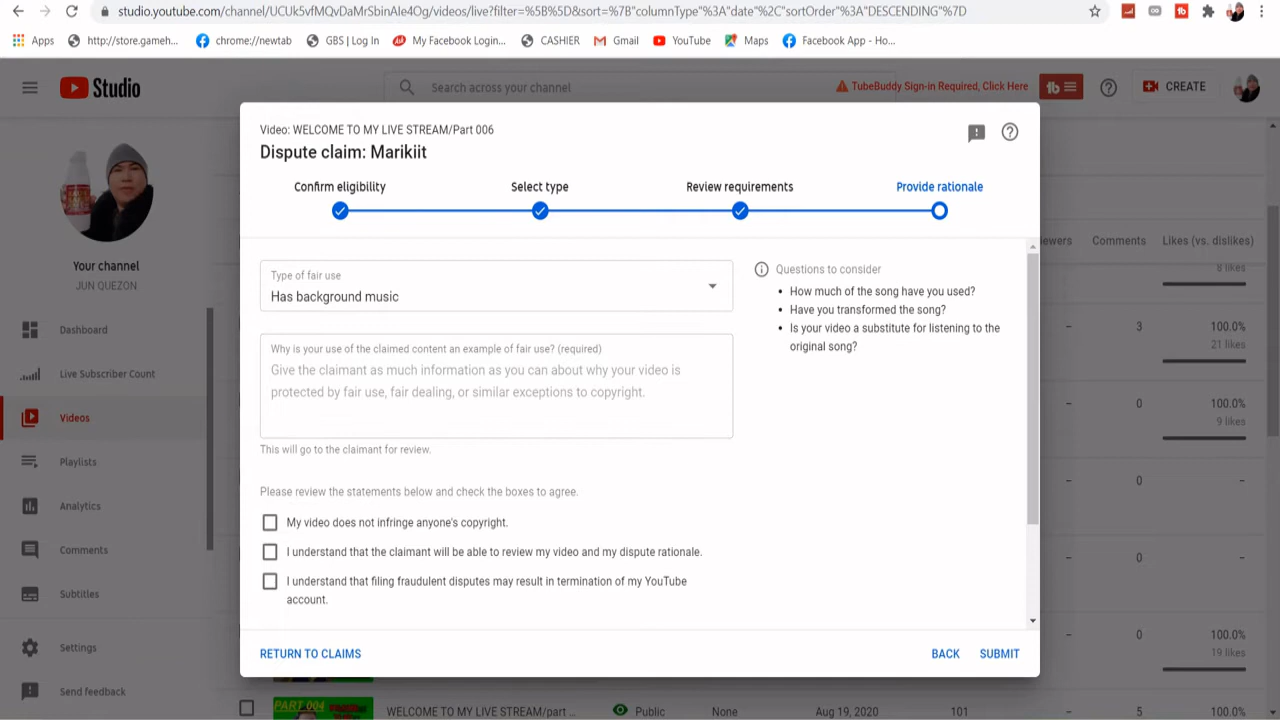 studio.youtube.com/channel/UCUk5vfMQvDaMrSbinAle4Og/videos/live?filter=%5B%5D&sort=%7B"columnType"%3A"date"%2C"sortOrder"%3A"DESCENDING"%7D
Apps http://store.gameh... chrome://newtab GBS | Log In My Facebook Login... CASHIER Gmail YouTube Maps Facebook App - Ho...
Studio Search across your channel TubeBuddy Sign-in Required, Click Here CREATE
Video: WELCOME TO MY LIVE STREAM/Part 006
Dispute claim: Marikiit
Confirm eligibility Select type Review requirements Provide rationale
Your channel
JUN QUEZON
Dashboard
Live Subscriber Count
Videos
Playlists
Analytics
Comments
Subtitles
Settings
Send feedback
Type of fair use
Has background music
Why is your use of the claimed content an example of fair use? (required)
Give the claimant as much information as you can about why your video is
protected by fair use, fair dealing, or similar exceptions to copyright.
This will go to the claimant for review.
Questions to consider
• How much of the song have you used?
• Have you transformed the song?
• Is your video a substitute for listening to the
original song?
Please review the statements below and check the boxes to agree.
My video does not infringe anyone's copyright.
I understand that the claimant will be able to review my video and my dispute rationale.
I understand that filing fraudulent disputes may result in termination of my YouTube
account.
RETURN TO CLAIMS BACK SUBMIT
ewers Comments Likes (vs. dislikes)
8 likes
– 3 100.0%
21 likes
– 0 100.0%
9 likes
– 0 –
– 0 –
– 0 100.0%
19 likes
PART 004 WELCOME TO MY LIVE STREAM/part ... Public None Aug 19, 2020 101 5 100.0%